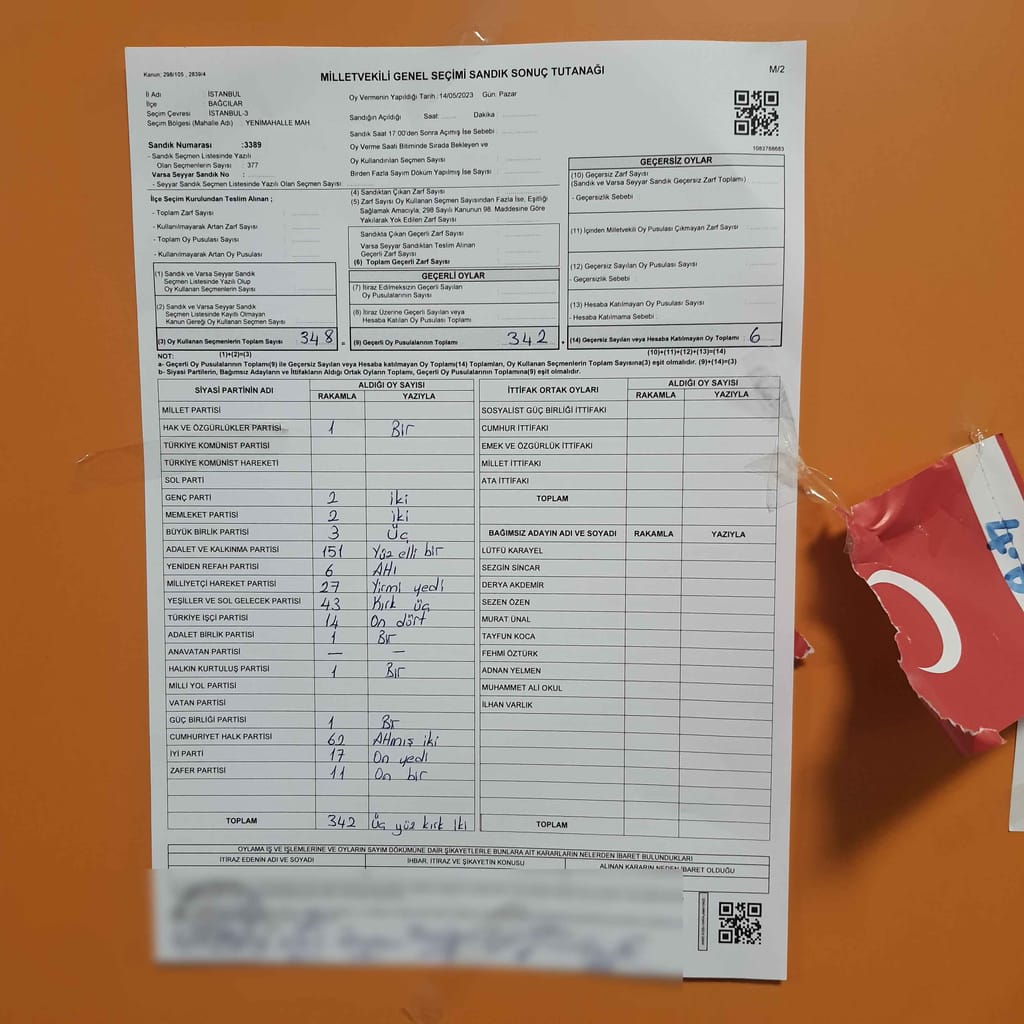 Kanun: 298/105 , 2839/4
MİLLETVEKİLİ GENEL SEÇİMİ SANDIK SONUÇ TUTANAĞI
M/2
İl Adı : İSTANBUL
İlçe : BAĞCILAR
Seçim Çevresi : İSTANBUL-3
Seçim Bölgesi (Mahalle Adı) : YENİMAHALLE MAH.
Sandık Numarası :3389
- Sandık Seçmen Listesinde Yazılı
Olan Seçmenlerin Sayısı : 377
Varsa Seyyar Sandık No :
- Seyyar Sandık Seçmen Listesinde Yazılı Olan Seçmen Sayısı
Oy Vermenin Yapıldığı Tarih : 14/05/2023 Gün: Pazar
Sandığın Açıldığı Saat: Dakika :
Sandık Saat 17:00'den Sonra Açımış İse Sebebi :
Oy Verme Saati Bitiminde Sırada Bekleyen ve
Oy Kullandırılan Seçmen Sayısı :
Birden Fazla Sayım Döküm Yapılmış İse Sayısı :
1083788683
İlçe Seçim Kurulundan Teslim Alınan ;
- Toplam Zarf Sayısı :
- Kullanılmayarak Artan Zarf Sayısı :
- Toplam Oy Pusulası Sayısı :
- Kullanılmayarak Artan Oy Pusulası :
(4) Sandıktan Çıkan Zarf Sayısı :
(5) Zarf Sayısı Oy Kullanan Seçmen Sayısından Fazla İse, Eşitliği
Sağlamak Amacıyla, 298 Sayılı Kanunun 98. Maddesine Göre
Yakılarak Yok Edilen Zarf Sayısı :
Sandıkta Çıkan Geçerli Zarf Sayısı :
Varsa Seyyar Sandıktan Teslim Alınan
Geçerli Zarf Sayısı :
(6) Toplam Geçerli Zarf Sayısı :
GEÇERSİZ OYLAR
(10) Geçersiz Zarf Sayısı
(Sandık ve Varsa Seyyar Sandık Geçersiz Zarf Toplamı) :
- Geçersizlik Sebebi :
(11) İçinden Milletvekili Oy Pusulası Çıkmayan Zarf Sayısı :
(12) Geçersiz Sayılan Oy Pusulası Sayısı :
- Geçersizlik Sebebi :
(13) Hesaba Katılmayan Oy Pusulası Sayısı :
- Hesaba Katılmama Sebebi :
(1) Sandık ve Varsa Seyyar Sandık
Seçmen Listesinde Yazılı Olup
Oy Kullanan Seçmenlerin Sayısı :
(2) Sandık ve Varsa Seyyar Sandık
Seçmen Listesinde Kayıtlı Olmayan
Kanun Gereği Oy Kullanan Seçmen Sayısı :
GEÇERLİ OYLAR
(7) İtiraz Edilmeksizin Geçerli Sayılan
Oy Pusulasının Sayısı :
(8) İtiraz Üzerine Geçerli Sayılan veya
Hesaba Katılan Oy Pusulası Toplamı :
(3) Oy Kullanan Seçmenlerin Toplam Sayısı : 348 = (9) Geçerli Oy Pusulalarının Toplamı : 342 + (14) Geçersiz Sayılan veya Hesaba Katılmayan Oy Toplamı : 6
NOT: (1)+(2)=(3) (10)+(11)+(12)+(13)=(14)
a- Geçerli Oy Pusulalarının Toplamına(9) ile Geçersiz Sayılan veya Hesaba katılmayan Oy Toplamı(14) Toplamları, Oy Kullanan Seçmenlerin Toplam Sayısına(3) eşit olmalıdır. (9)+(14)=(3)
b- Siyasi Partilerin, Bağımsız Adayların ve İttifakların Aldığı Ortak Oyların Toplamı, Geçerli Oy Pusulalarının Toplamına(9) eşit olmalıdır.
SİYASİ PARTİNİN ADI ALDIĞI OY SAYISI
RAKAMLA YAZIYLA
MİLLET PARTİSİ
HAK VE ÖZGÜRLÜKLER PARTİSİ 1 Bir
TÜRKİYE KOMÜNİST PARTİSİ
TÜRKİYE KOMÜNİST HAREKETİ
SOL PARTİ
GENÇ PARTİ 2 iki
MEMLEKET PARTİSİ 2 iki
BÜYÜK BİRLİK PARTİSİ 3 Üç
ADALET VE KALKINMA PARTİSİ 151 Yüz elli bir
YENİDEN REFAH PARTİSİ 6 Altı
MİLLİYETÇİ HAREKET PARTİSİ 27 Yirmi yedi
YEŞİLLER VE SOL GELECEK PARTİSİ 43 Kırk üç
TÜRKİYE İŞÇİ PARTİSİ 14 On dört
ADALET BİRLİK PARTİSİ 1 Bir
ANAVATAN PARTİSİ — —
HALKIN KURTULUŞ PARTİSİ 1 Bir
MİLLİ YOL PARTİSİ
VATAN PARTİSİ
GÜÇ BİRLİĞİ PARTİSİ 1 Bir
CUMHURİYET HALK PARTİSİ 62 Altmış iki
İYİ PARTİ 17 On yedi
ZAFER PARTİSİ 11 On bir
TOPLAM 342 Üç yüz kırk iki
İTTİFAK ORTAK OYLARI ALDIĞI OY SAYISI
RAKAMLA YAZIYLA
SOSYALİST GÜÇ BİRLİĞİ İTTİFAKI
CUMHUR İTTİFAKI
EMEK VE ÖZGÜRLÜK İTTİFAKI
MİLLET İTTİFAKI
ATA İTTİFAKI
TOPLAM
BAĞIMSIZ ADAYIN ADI VE SOYADI RAKAMLA YAZIYLA
LÜTFÜ KARAYEL
SEZGİN SİNCAR
DERYA AKDEMİR
SEZEN ÖZEN
MURAT ÜNAL
TAYFUN KOCA
FEHMİ ÖZTÜRK
ADNAN YELMEN
MUHAMMET ALİ OKUL
İLHAN VARLIK
TOPLAM
OYLAMA İŞ VE İŞLEMLERİNE VE OYLARIN SAYIM DÖKÜMÜNE DAİR ŞİKAYETLERLE BUNLARA AİT KARARLARIN NELERDEN İBARET BULUNDUKLARI
İTİRAZ EDENİN ADI VE SOYADI İHBAR, İTİRAZ VE ŞİKAYETİN KONUSU ALINAN KARARIN NEDEN İBARET OLDUĞU